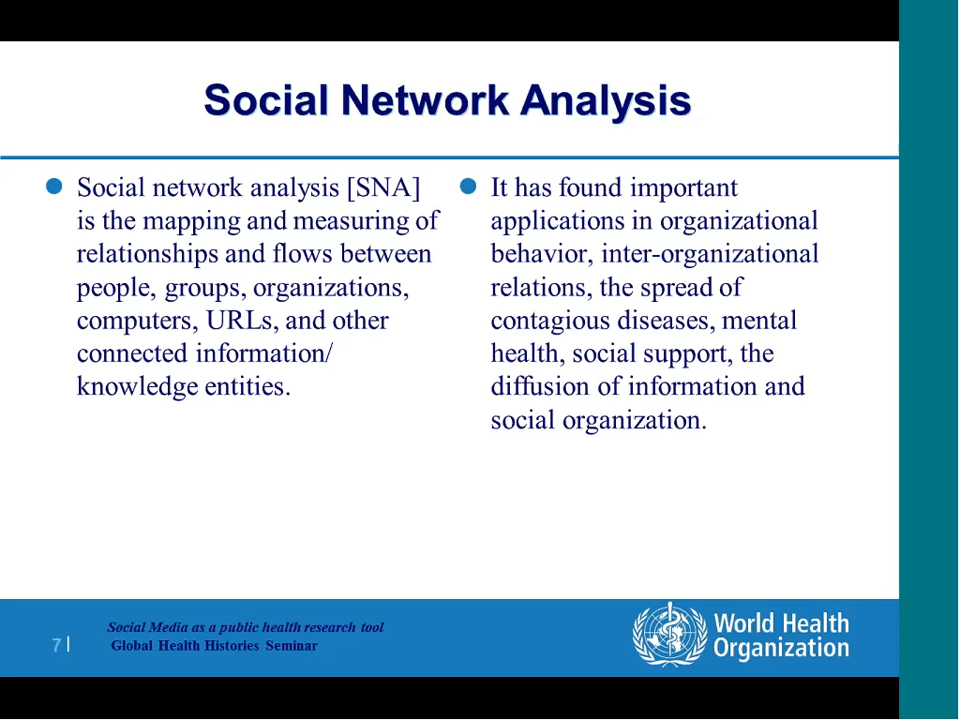 Social Network Analysis
Social network analysis [SNA]
is the mapping and measuring of
relationships and flows between
people, groups, organizations,
computers, URLs, and other
connected information/
knowledge entities.
It has found important
applications in organizational
behavior, inter-organizational
relations, the spread of
contagious diseases, mental
health, social support, the
diffusion of information and
social organization.
7 |
Social Media as a public health research tool
Global Health Histories Seminar
World Health
Organization